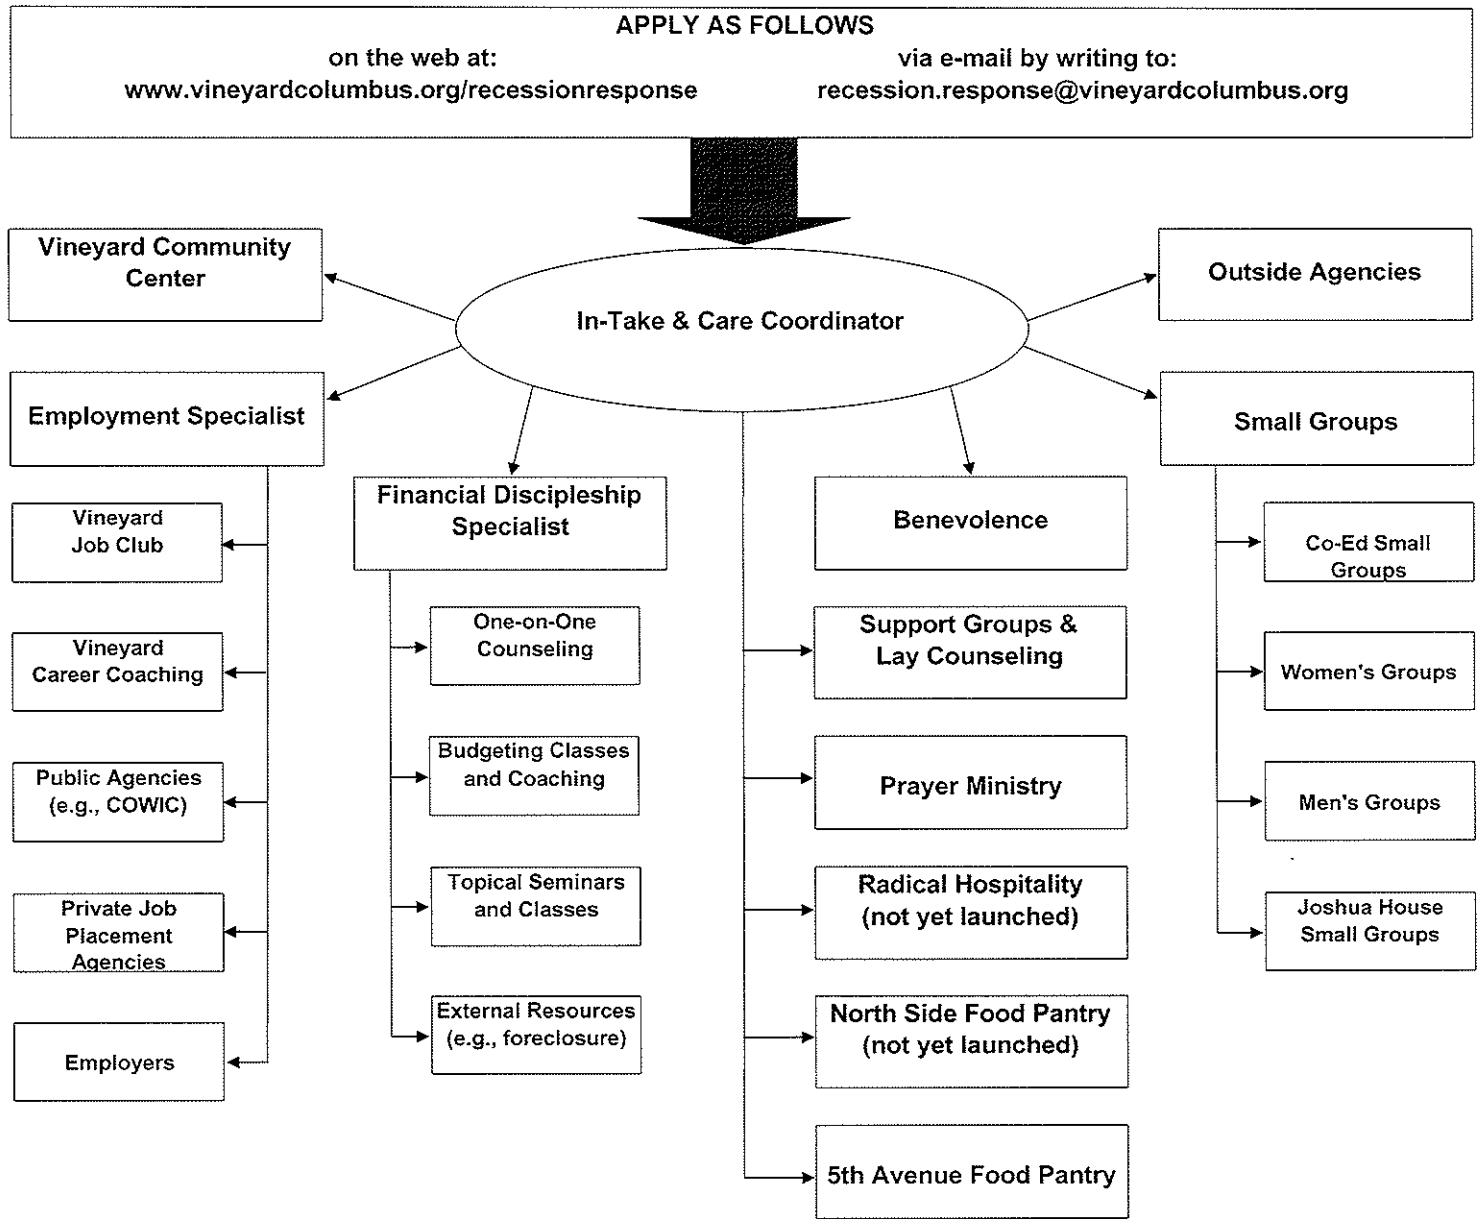 APPLY AS FOLLOWS
on the web at:
www.vineyardcolumbus.org/recessionresponse
via e-mail by writing to:
recession.response@vineyardcolumbus.org
Vineyard Community
Center
In-Take & Care Coordinator
Outside Agencies
Employment Specialist
Small Groups
Vineyard
Job Club
Vineyard
Career Coaching
Public Agencies
(e.g., COWIC)
Private Job
Placement
Agencies
Employers
Financial Discipleship
Specialist
One-on-One
Counseling
Budgeting Classes
and Coaching
Topical Seminars
and Classes
External Resources
(e.g., foreclosure)
Benevolence
Support Groups &
Lay Counseling
Prayer Ministry
Radical Hospitality
(not yet launched)
North Side Food Pantry
(not yet launched)
5th Avenue Food Pantry
Co-Ed Small
Groups
Women's Groups
Men's Groups
Joshua House
Small Groups